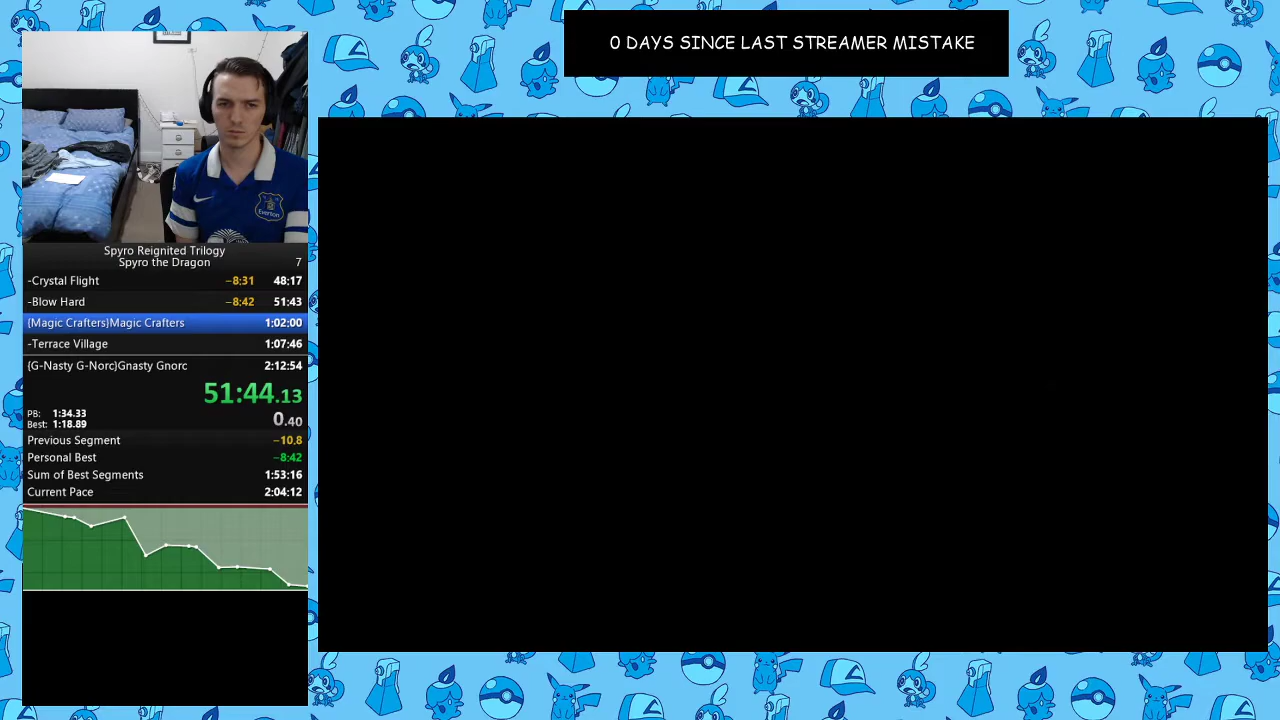 0 DAYS SINCE LAST STREAMER MISTAKE
Everton
Spyro Reignited Trilogy
Spyro the Dragon 7
-Crystal Flight −8:31 48:17
-Blow Hard −8:42 51:43
{Magic Crafters}Magic Crafters 1:02:00
-Terrace Village 1:07:46
{G-Nasty G-Norc}Gnasty Gnorc 2:12:54
51:44.13
PB: 1:34.33 0.40
Best: 1:18.89
Previous Segment −10.8
Personal Best −8:42
Sum of Best Segments 1:53:16
Current Pace 2:04:12